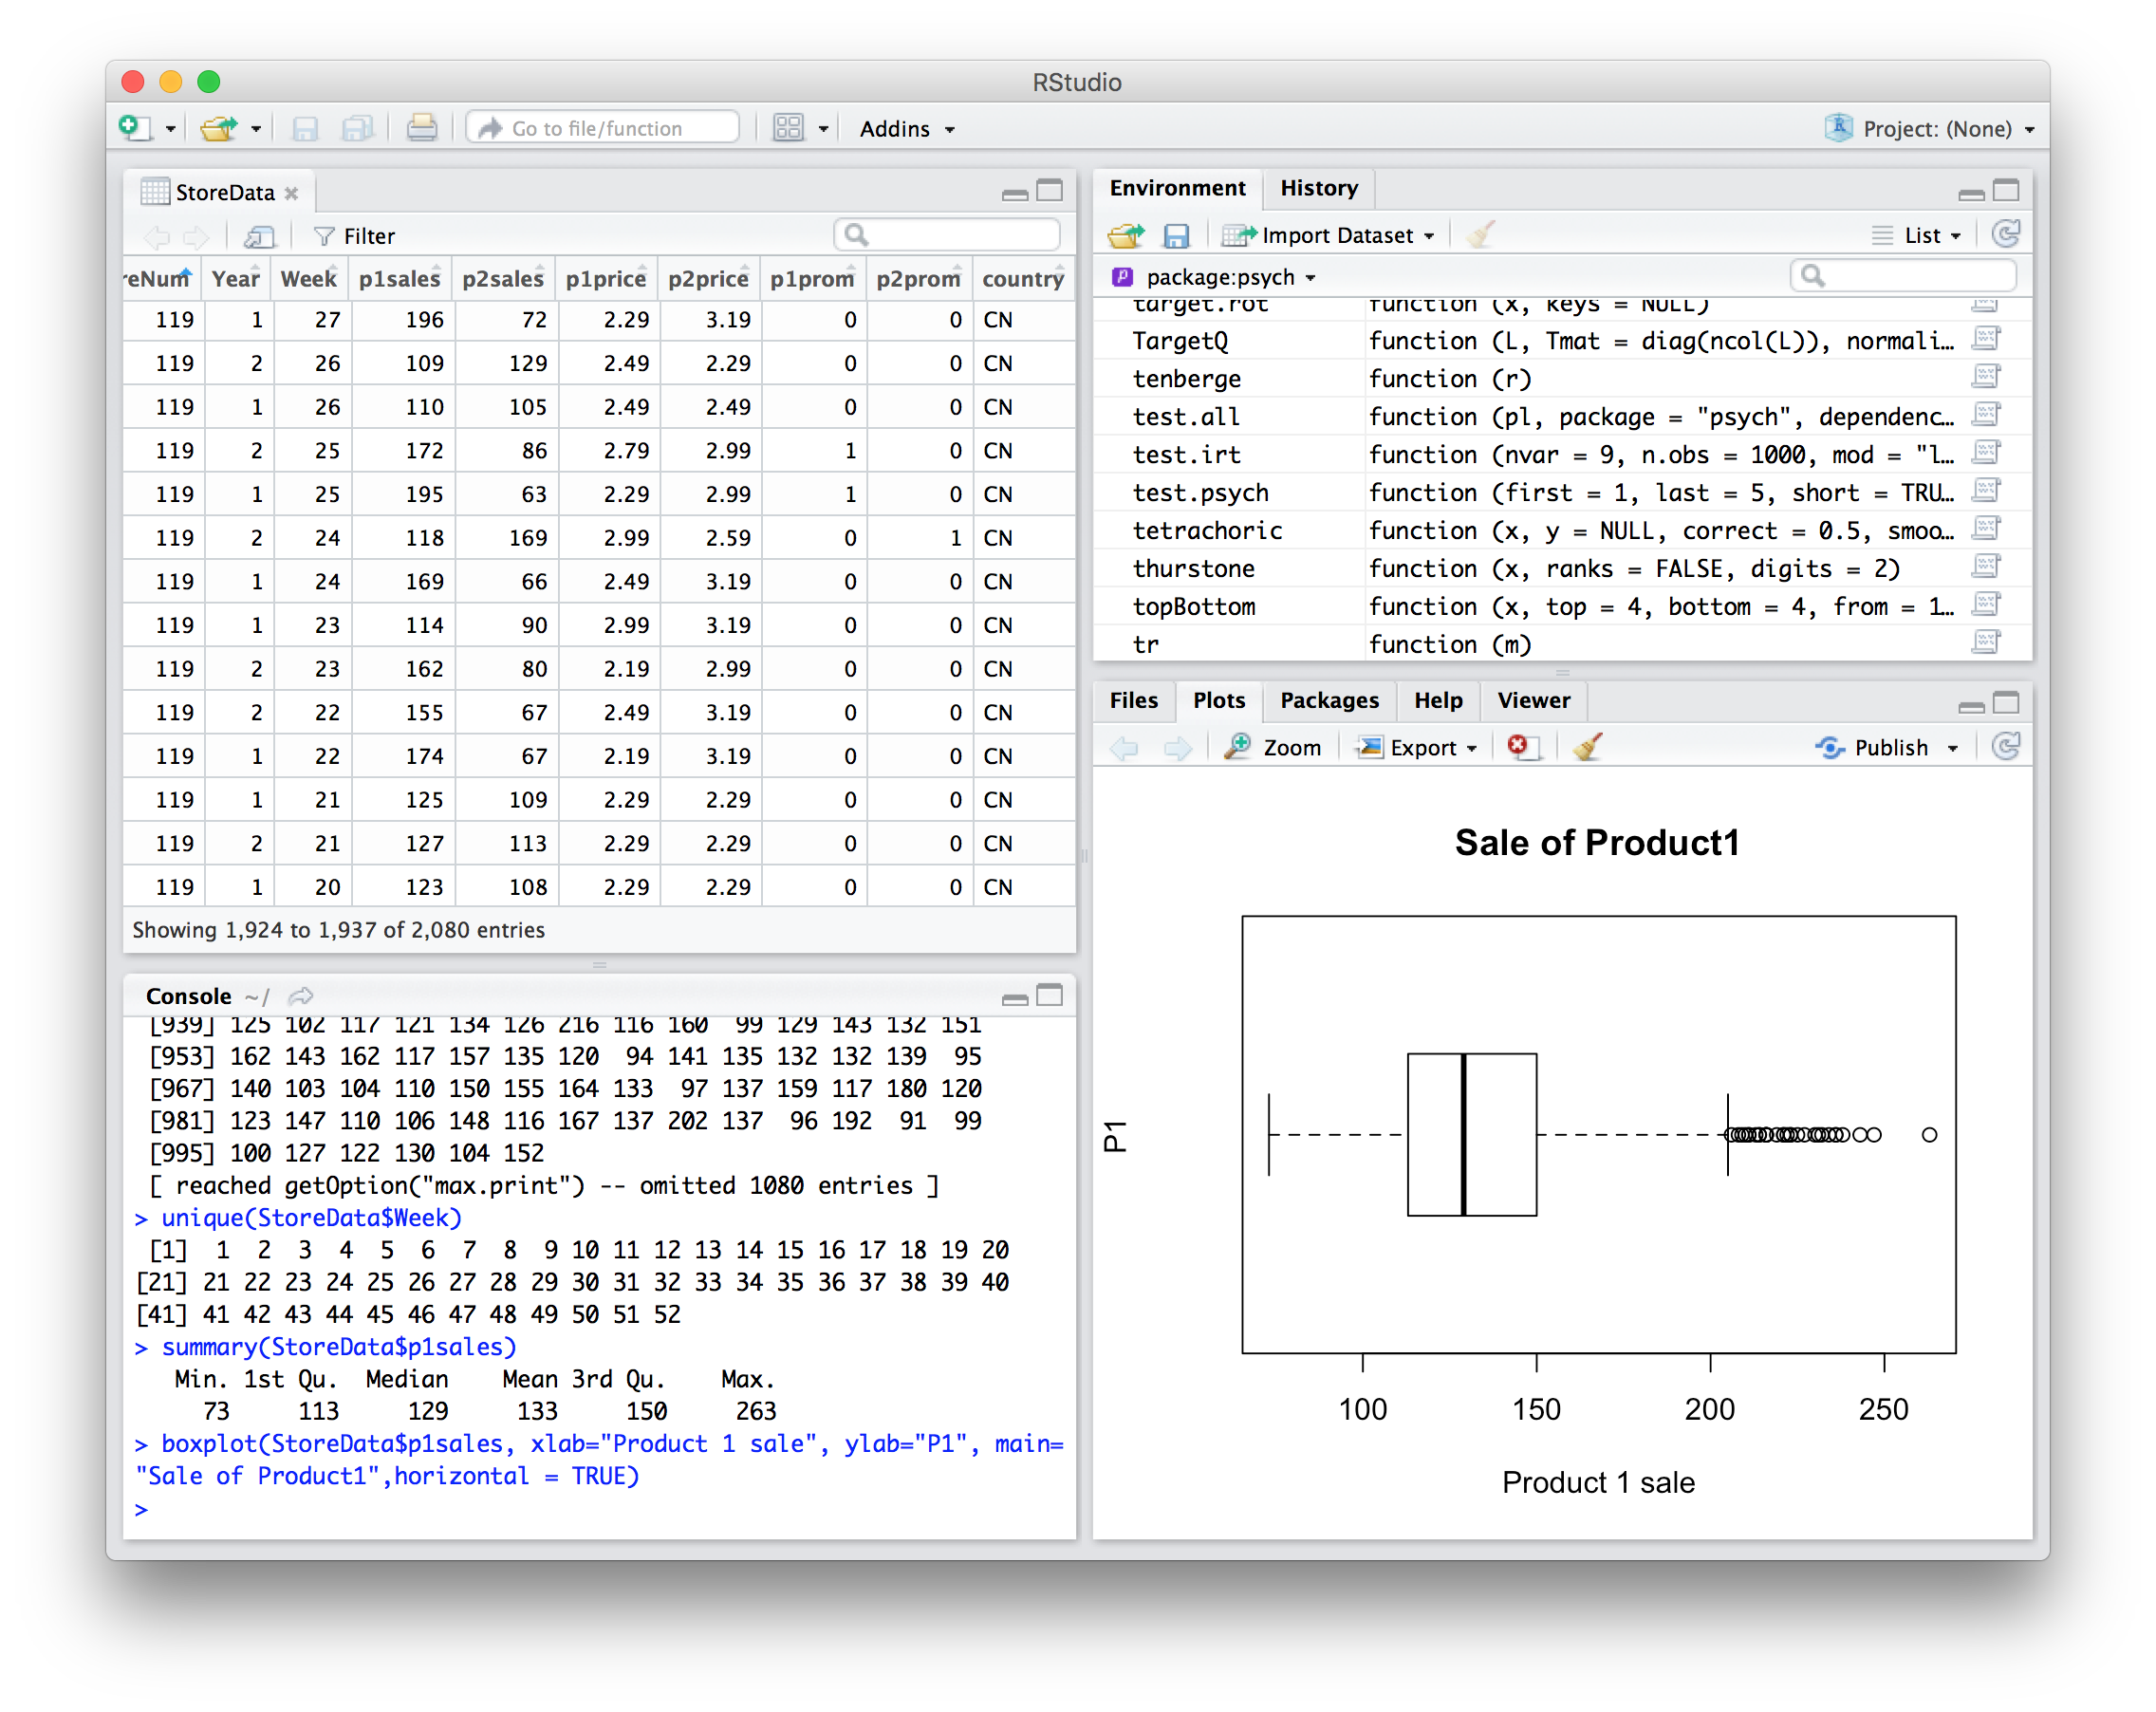 RStudio
Go to file/function Addins Project: (None)
StoreData
Filter
reNum Year Week p1sales p2sales p1price p2price p1prom p2prom country
119 1 27 196 72 2.29 3.19 0 0 CN
119 2 26 109 129 2.49 2.29 0 0 CN
119 1 26 110 105 2.49 2.49 0 0 CN
119 2 25 172 86 2.79 2.99 1 0 CN
119 1 25 195 63 2.29 2.99 1 0 CN
119 2 24 118 169 2.99 2.59 0 1 CN
119 1 24 169 66 2.49 3.19 0 0 CN
119 1 23 114 90 2.99 3.19 0 0 CN
119 2 23 162 80 2.19 2.99 0 0 CN
119 2 22 155 67 2.49 3.19 0 0 CN
119 1 22 174 67 2.19 3.19 0 0 CN
119 1 21 125 109 2.29 2.29 0 0 CN
119 2 21 127 113 2.29 2.29 0 0 CN
119 1 20 123 108 2.29 2.29 0 0 CN
Showing 1,924 to 1,937 of 2,080 entries
Console ~/
[939] 125 102 117 121 134 126 216 116 160 99 129 143 132 151
[953] 162 143 162 117 157 135 120 94 141 135 132 132 139 95
[967] 140 103 104 110 150 155 164 133 97 137 159 117 180 120
[981] 123 147 110 106 148 116 167 137 202 137 96 192 91 99
[995] 100 127 122 130 104 152
[ reached getOption("max.print") -- omitted 1080 entries ]
> unique(StoreData$Week)
[1] 1 2 3 4 5 6 7 8 9 10 11 12 13 14 15 16 17 18 19 20
[21] 21 22 23 24 25 26 27 28 29 30 31 32 33 34 35 36 37 38 39 40
[41] 41 42 43 44 45 46 47 48 49 50 51 52
> summary(StoreData$p1sales)
Min. 1st Qu. Median Mean 3rd Qu. Max.
73 113 129 133 150 263
> boxplot(StoreData$p1sales, xlab="Product 1 sale", ylab="P1", main=
"Sale of Product1",horizontal = TRUE)
>
Environment History
Import Dataset List
package:psych
target.rot function (x, keys = NULL)
TargetQ function (L, Tmat = diag(ncol(L)), normali…
tenberge function (r)
test.all function (pl, package = "psych", dependenc…
test.irt function (nvar = 9, n.obs = 1000, mod = "l…
test.psych function (first = 1, last = 5, short = TRU…
tetrachoric function (x, y = NULL, correct = 0.5, smoo…
thurstone function (x, ranks = FALSE, digits = 2)
topBottom function (x, top = 4, bottom = 4, from = 1…
tr function (m)
Files Plots Packages Help Viewer
Zoom Export Publish
Sale of Product1
P1
100 150 200 250
Product 1 sale